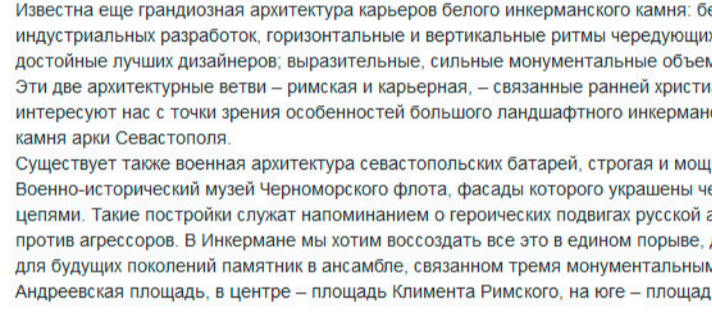 Известна еще грандиозная архитектура карьеров белого инкерманского камня:
индустриальных разработок, горизонтальные и вертикальные ритмы чередующих
достойные лучших дизайнеров; выразительные, сильные монументальные объем
Эти две архитектурные ветви – римская и карьерная, – связанные ранней христи
интересуют нас с точки зрения особенностей большого ландшафтного инкерман
камня арки Севастополя.
Существует также военная архитектура севастопольских батарей, строгая и мощ
Военно-исторический музей Черноморского флота, фасады которого украшены че
цепями. Такие постройки служат напоминанием о героических подвигах русской а
против агрессоров. В Инкермане мы хотим воссоздать все это в едином порыве,
для будущих поколений памятник в ансамбле, связанном тремя монументальным
Андреевская площадь, в центре – площадь Климента Римского, на юге – площад